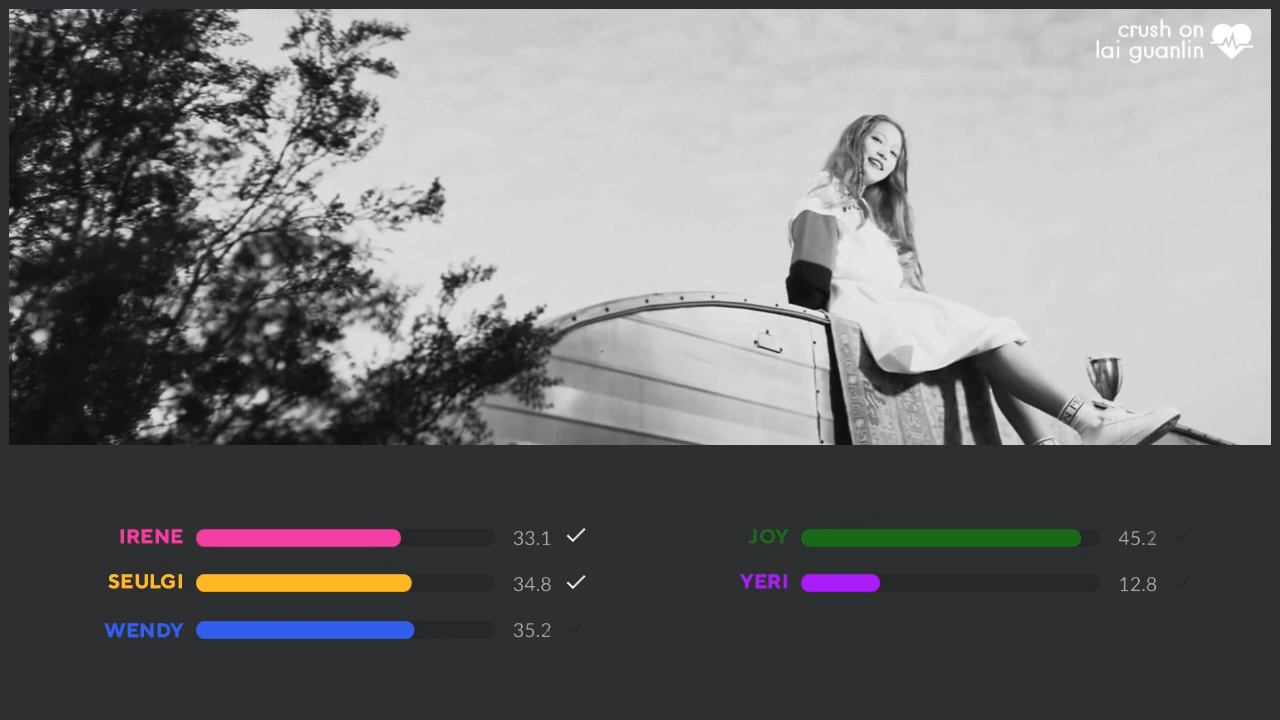 crush on
lai guanlin
IRENE 33.1
SEULGI 34.8
WENDY 35.2
JOY 45.2
YERI 12.8